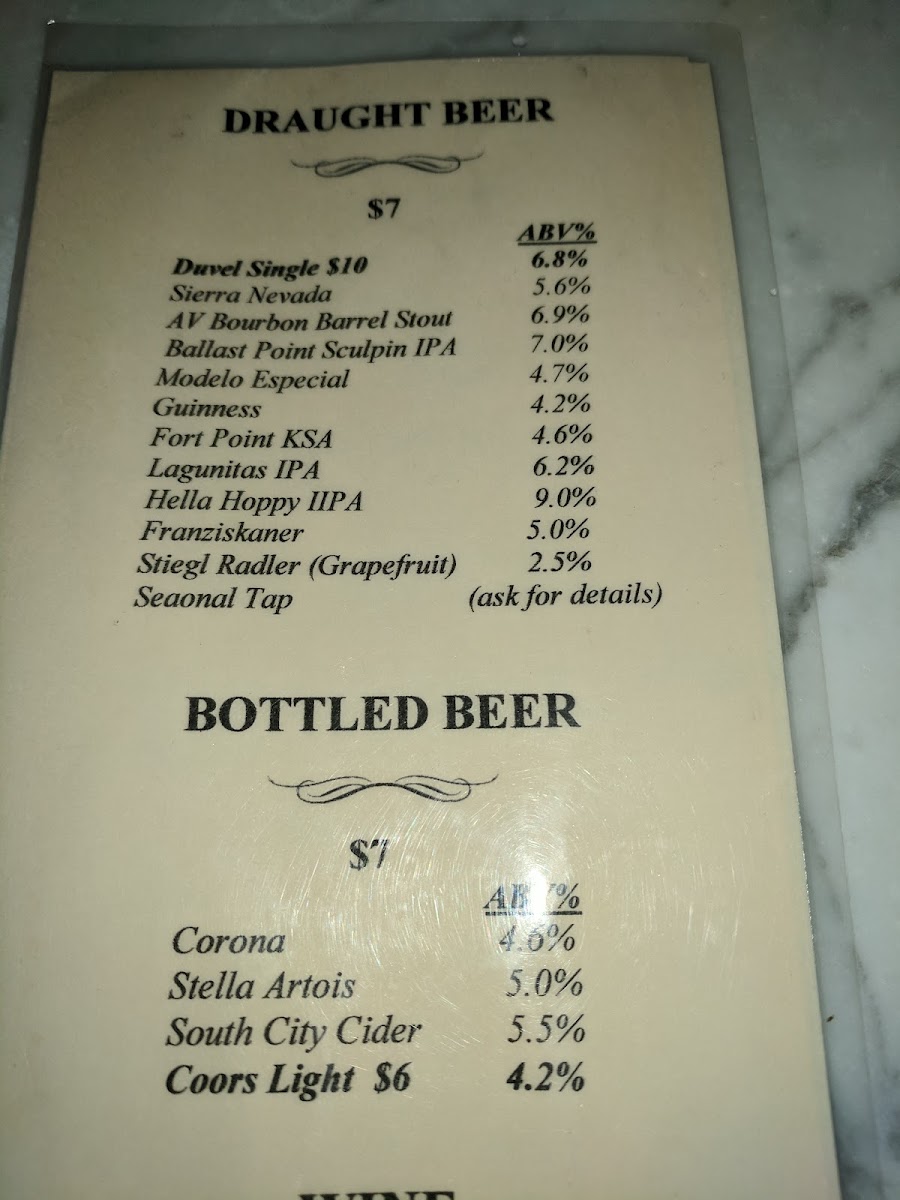 DRAUGHT BEER
$7
ABV%
Duvel Single $10 6.8%
Sierra Nevada 5.6%
AV Bourbon Barrel Stout 6.9%
Ballast Point Sculpin IPA 7.0%
Modelo Especial 4.7%
Guinness 4.2%
Fort Point KSA 4.6%
Lagunitas IPA 6.2%
Hella Hoppy IIPA 9.0%
Franziskaner 5.0%
Stiegl Radler (Grapefruit) 2.5%
Seaonal Tap (ask for details)
BOTTLED BEER
$7
ABV%
Corona 4.6%
Stella Artois 5.0%
South City Cider 5.5%
Coors Light $6 4.2%
WINE